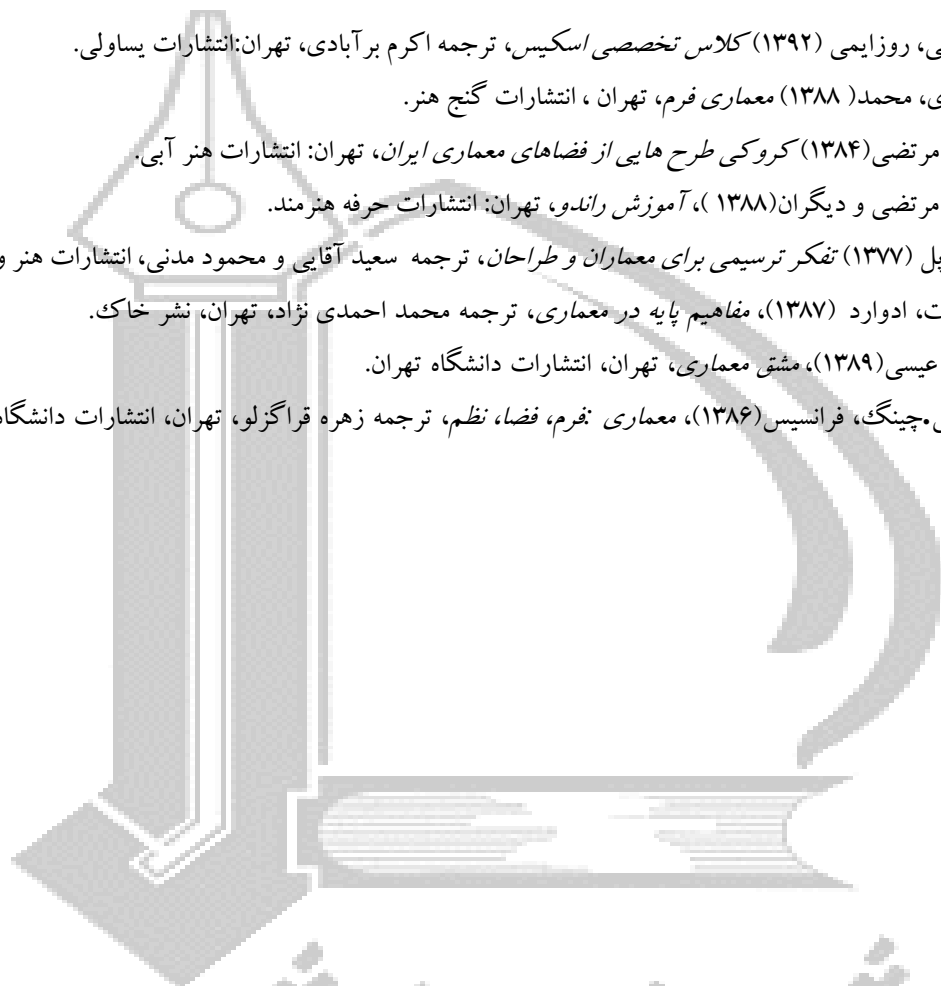 روزایمی (۱۳۹۲) کلاس تخصصی اسکیس، ترجمه اکرم برآبادی، تهران:انتشارات یساولی.
محمد( ۱۳۸۸) معماری فرم، تهران ، انتشارات گنج هنر.
مرتضی(۱۳۸۴) کروکی طرح هایی از فضاهای معماری ایران، تهران: انتشارات هنر آبی.
مرتضی و دیگران(۱۳۸۸ )، آموزش راندو، تهران: انتشارات حرفه هنرمند.
پل (۱۳۷۷) تفکر ترسیمی برای معماران و طراحان، ترجمه سعید آقایی و محمود مدنی، انتشارات هنر و
ادوارد (۱۳۸۷)، مفاهیم پایه در معماری، ترجمه محمد احمدی نژاد، تهران، نشر خاک.
عیسی(۱۳۸۹)، مشق معماری، تهران، انتشارات دانشگاه تهران.
چینگ، فرانسیس(۱۳۸۶)، معماری :فرم، فضا، نظم، ترجمه زهره قراگزلو، تهران، انتشارات دانشگاه